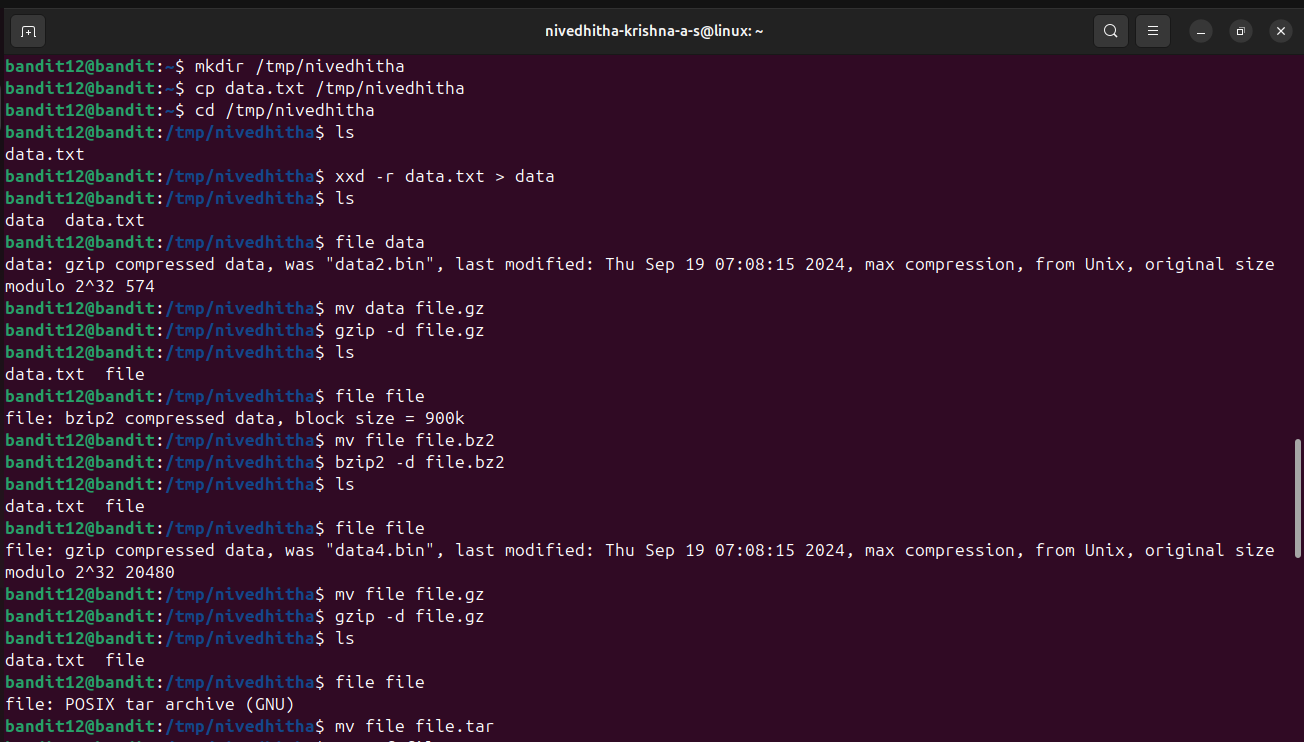 nivedhitha-krishna-a-s@linux: ~
bandit12@bandit:~$ mkdir /tmp/nivedhitha
bandit12@bandit:~$ cp data.txt /tmp/nivedhitha
bandit12@bandit:~$ cd /tmp/nivedhitha
bandit12@bandit:/tmp/nivedhitha$ ls
data.txt
bandit12@bandit:/tmp/nivedhitha$ xxd -r data.txt > data
bandit12@bandit:/tmp/nivedhitha$ ls
data  data.txt
bandit12@bandit:/tmp/nivedhitha$ file data
data: gzip compressed data, was "data2.bin", last modified: Thu Sep 19 07:08:15 2024, max compression, from Unix, original size
modulo 2^32 574
bandit12@bandit:/tmp/nivedhitha$ mv data file.gz
bandit12@bandit:/tmp/nivedhitha$ gzip -d file.gz
bandit12@bandit:/tmp/nivedhitha$ ls
data.txt  file
bandit12@bandit:/tmp/nivedhitha$ file file
file: bzip2 compressed data, block size = 900k
bandit12@bandit:/tmp/nivedhitha$ mv file file.bz2
bandit12@bandit:/tmp/nivedhitha$ bzip2 -d file.bz2
bandit12@bandit:/tmp/nivedhitha$ ls
data.txt  file
bandit12@bandit:/tmp/nivedhitha$ file file
file: gzip compressed data, was "data4.bin", last modified: Thu Sep 19 07:08:15 2024, max compression, from Unix, original size
modulo 2^32 20480
bandit12@bandit:/tmp/nivedhitha$ mv file file.gz
bandit12@bandit:/tmp/nivedhitha$ gzip -d file.gz
bandit12@bandit:/tmp/nivedhitha$ ls
data.txt  file
bandit12@bandit:/tmp/nivedhitha$ file file
file: POSIX tar archive (GNU)
bandit12@bandit:/tmp/nivedhitha$ mv file file.tar